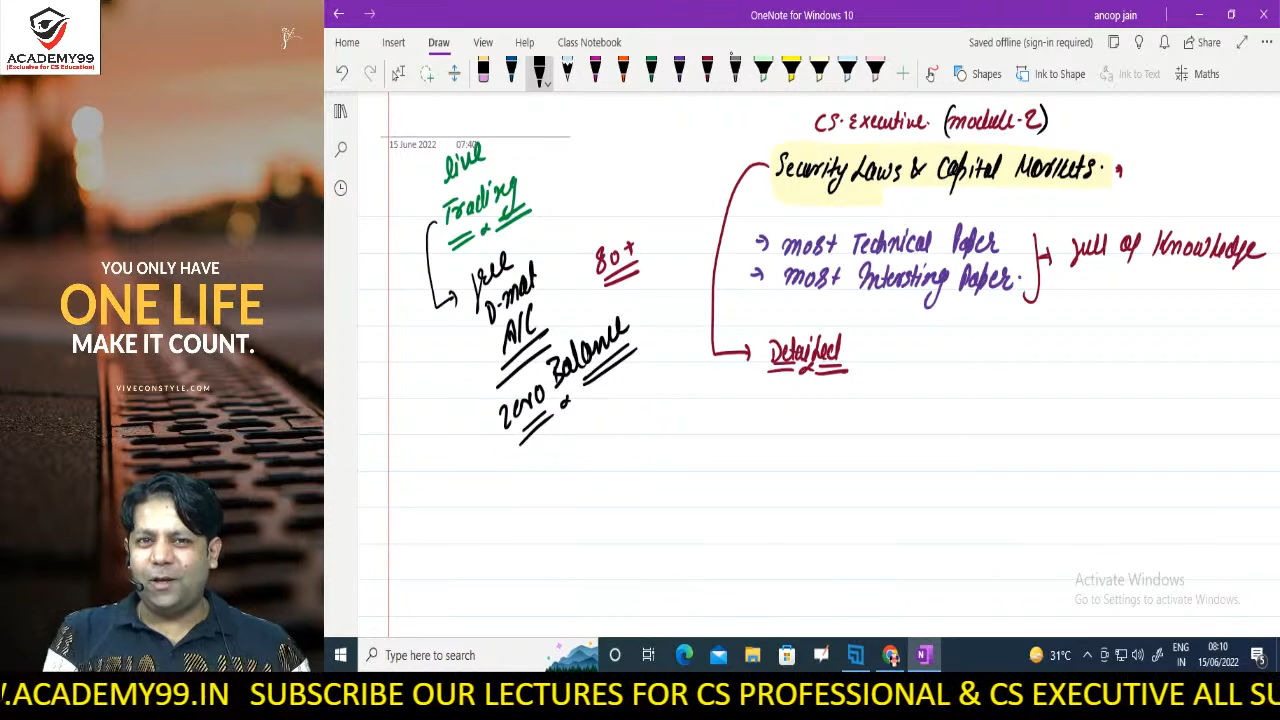 ACADEMY99
(Exclusive for CS Education)
YOU ONLY HAVE
ONE LIFE
MAKE IT COUNT.
VIVECONSTYLE.COM
OneNote for Windows 10
anoop jain
Home Insert Draw View Help Class Notebook
Saved offline (sign-in required)
Share
Shapes
Ink to Shape
Ink to Text
Maths
15 June 2022 07:40
CS-Executive (module-2)
Security Laws & Capital Markets.
live
Trading
→ most Technical Paper
→ most Intersting Paper.
full of Knowledge
free
D-mat
A/C
Zero Balance
80+
Detailed
Activate Windows
Go to Settings to activate Windows.
Type here to search
31°C
ENG
IN
08:10
15/06/2022
5
.ACADEMY99.IN SUBSCRIBE OUR LECTURES FOR CS PROFESSIONAL & CS EXECUTIVE ALL SU